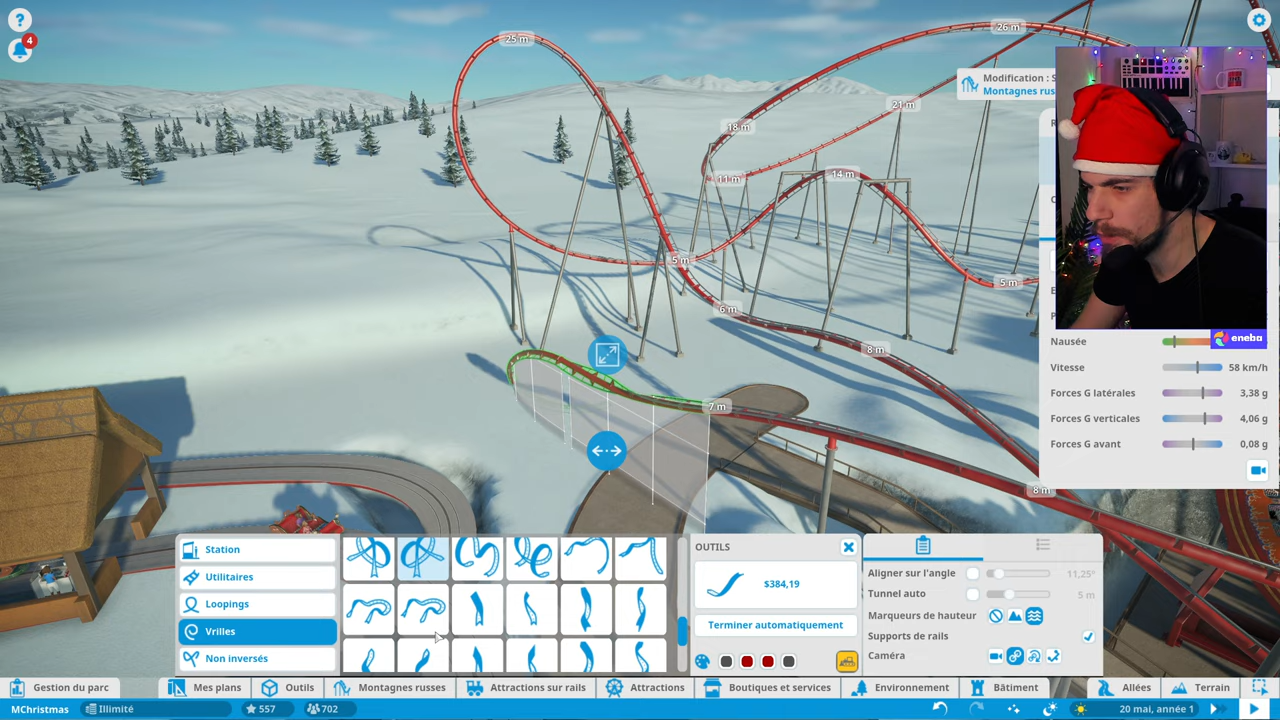 ?
4
25 m
26 m
21 m
18 m
11 m
14 m
5 m
5 m
6 m
8 m
7 m
8 m
Modification : S
Montagnes rus
eneba
Nausée
Vitesse 58 km/h
Forces G latérales 3,38 g
Forces G verticales 4,06 g
Forces G avant 0,08 g
Station
Utilitaires
Loopings
Vrilles
Non inversés
OUTILS
$384,19
Terminer automatiquement
Aligner sur l'angle 11,25°
Tunnel auto 5 m
Marqueurs de hauteur
Supports de rails
Caméra
Gestion du parc
Mes plans
Outils
Montagnes russes
Attractions sur rails
Attractions
Boutiques et services
Environnement
Bâtiment
Allées
Terrain
MChristmas
Illimité
557
702
20 mai, année 1